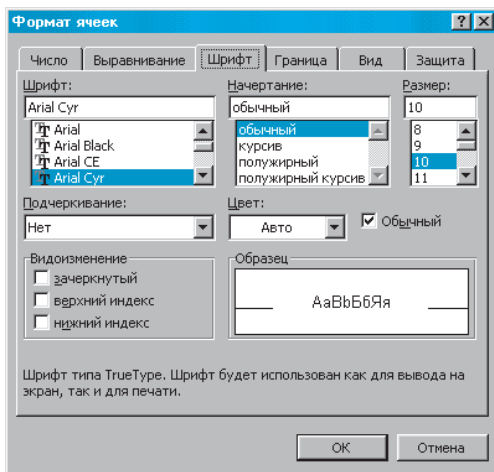 Формат ячеек
Число Выравнивание Шрифт Граница Вид Защита
Шрифт: Начертание: Размер:
Arial Cyr обычный 10
Arial обычный 8
Arial Black курсив 9
Arial CE полужирный 10
Arial Cyr полужирный курсив 11
Подчеркивание: Цвет:
Нет Авто Обычный
Видоизменение Образец
зачеркнутый
верхний индекс АаВbБбЯя
нижний индекс
Шрифт типа TrueType. Шрифт будет использован как для вывода на
экран, так и для печати.
ОК Отмена